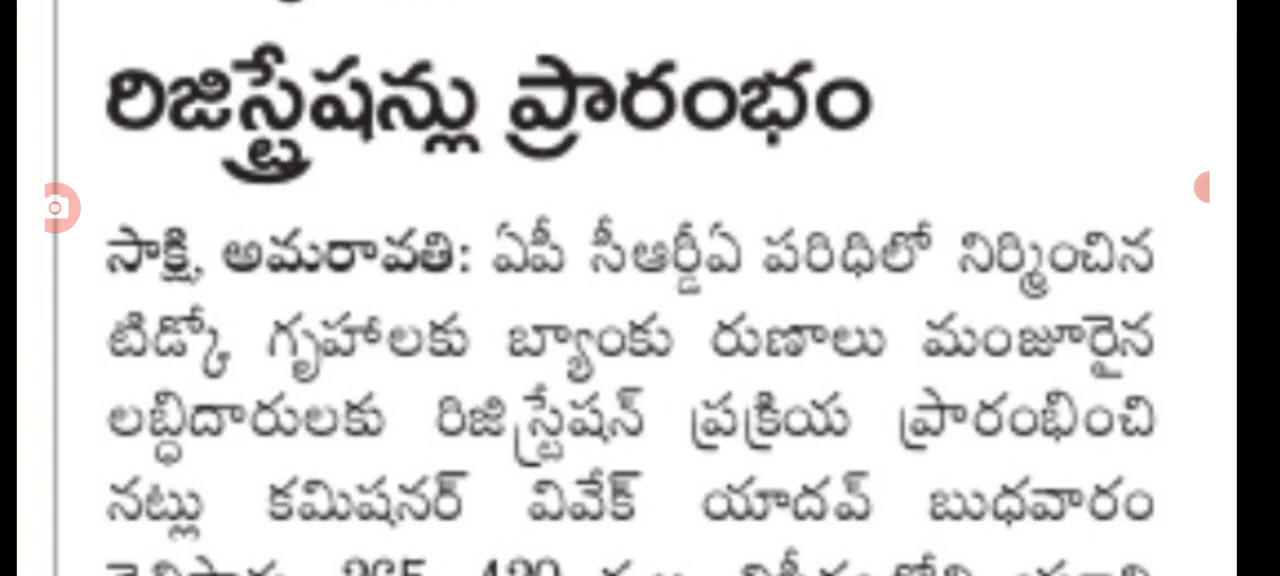 రిజిస్ట్రేషన్లు ప్రారంభం
సాక్షి, అమరావతి: ఏపీ సీఆర్డీఏ పరిధిలో నిర్మించిన
టిడ్కో గృహాలకు బ్యాంకు రుణాలు మంజూరైన
లబ్ధిదారులకు రిజిస్ట్రేషన్ ప్రక్రియ ప్రారంభించి
నట్లు కమిషనర్ వివేక్ యాదవ్ బుధవారం